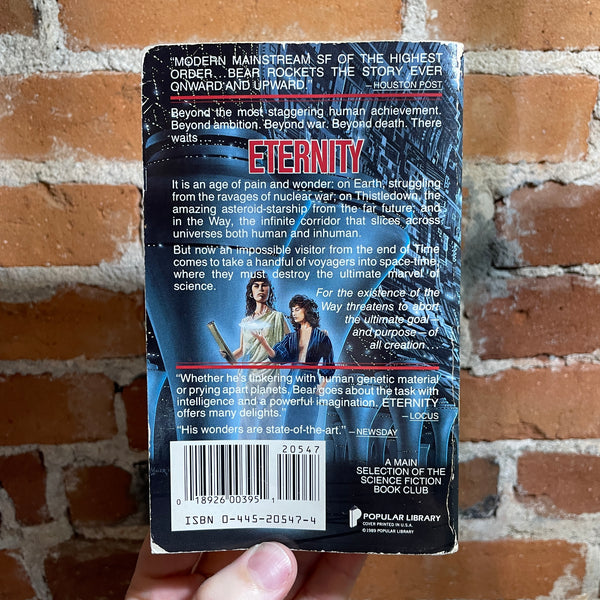 "MODERN MAINSTREAM SF OF THE HIGHEST
ORDER...BEAR ROCKETS THE STORY EVER
ONWARD AND UPWARD." —HOUSTON POST
Beyond the most staggering human achievement.
Beyond ambition. Beyond war. Beyond death. There
waits...
ETERNITY
It is an age of pain and wonder: on Earth, struggling
from the ravages of nuclear war; on Thistledown, the
amazing asteroid-starship from the far future; and
in the Way, the infinite corridor that slices across
universes both human and inhuman.
But now an impossible visitor from the end of Time
comes to take a handful of voyagers into space-time,
where they must destroy the ultimate marvel of
science.
For the existence of the
Way threatens to abort
the ultimate goal—
and purpose—of
all creation...
"Whether he's tinkering with human genetic material
or prying apart planets, Bear goes about the task with
intelligence and a powerful imagination. ETERNITY
offers many delights." —LOCUS
"His wonders are state-of-the-art." —NEWSDAY
20547
0 18926 00395 1
ISBN 0-445-20547-4
A MAIN
SELECTION OF THE
SCIENCE FICTION
BOOK CLUB
POPULAR LIBRARY
COVER PRINTED IN U.S.A.
©1989 POPULAR LIBRARY